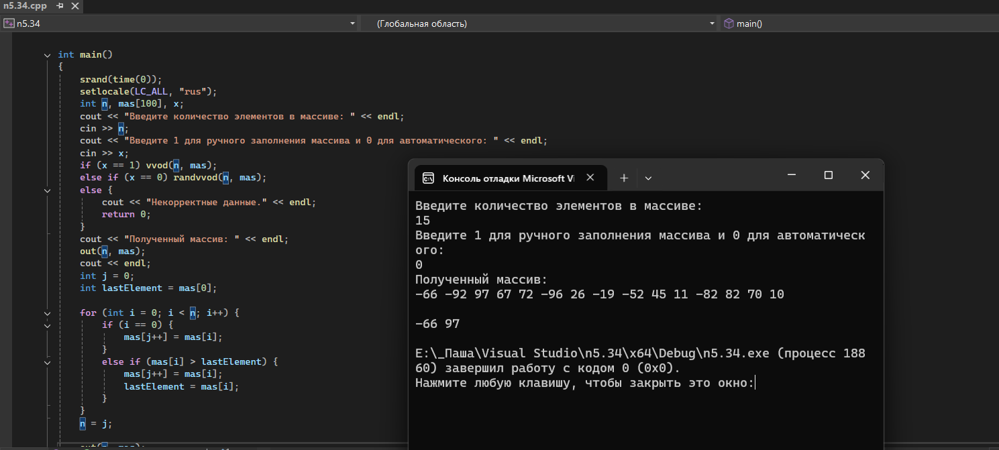 n5.34.cpp
n5.34 (Глобальная область) main()
int main()
{
srand(time(0));
setlocale(LC_ALL, "rus");
int n, mas[100], x;
cout << "Введите количество элементов в массиве: " << endl;
cin >> n;
cout << "Введите 1 для ручного заполнения массива и 0 для автоматического: " << endl;
cin >> x;
if (x == 1) vvod(n, mas);
else if (x == 0) randvvod(n, mas);
else {
cout << "Некорректные данные." << endl;
return 0;
}
cout << "Полученный массив: " << endl;
out(n, mas);
cout << endl;
int j = 0;
int lastElement = mas[0];
for (int i = 0; i < n; i++) {
if (i == 0) {
mas[j++] = mas[i];
}
else if (mas[i] > lastElement) {
mas[j++] = mas[i];
lastElement = mas[i];
}
}
n = j;
Консоль отладки Microsoft Vi
Введите количество элементов в массиве:
15
Введите 1 для ручного заполнения массива и 0 для автоматическ
ого:
0
Полученный массив:
-66 -92 97 67 72 -96 26 -19 -52 45 11 -82 82 70 10
-66 97
E:\_Паша\Visual Studio\n5.34\x64\Debug\n5.34.exe (процесс 188
60) завершил работу с кодом 0 (0x0).
Нажмите любую клавишу, чтобы закрыть это окно: